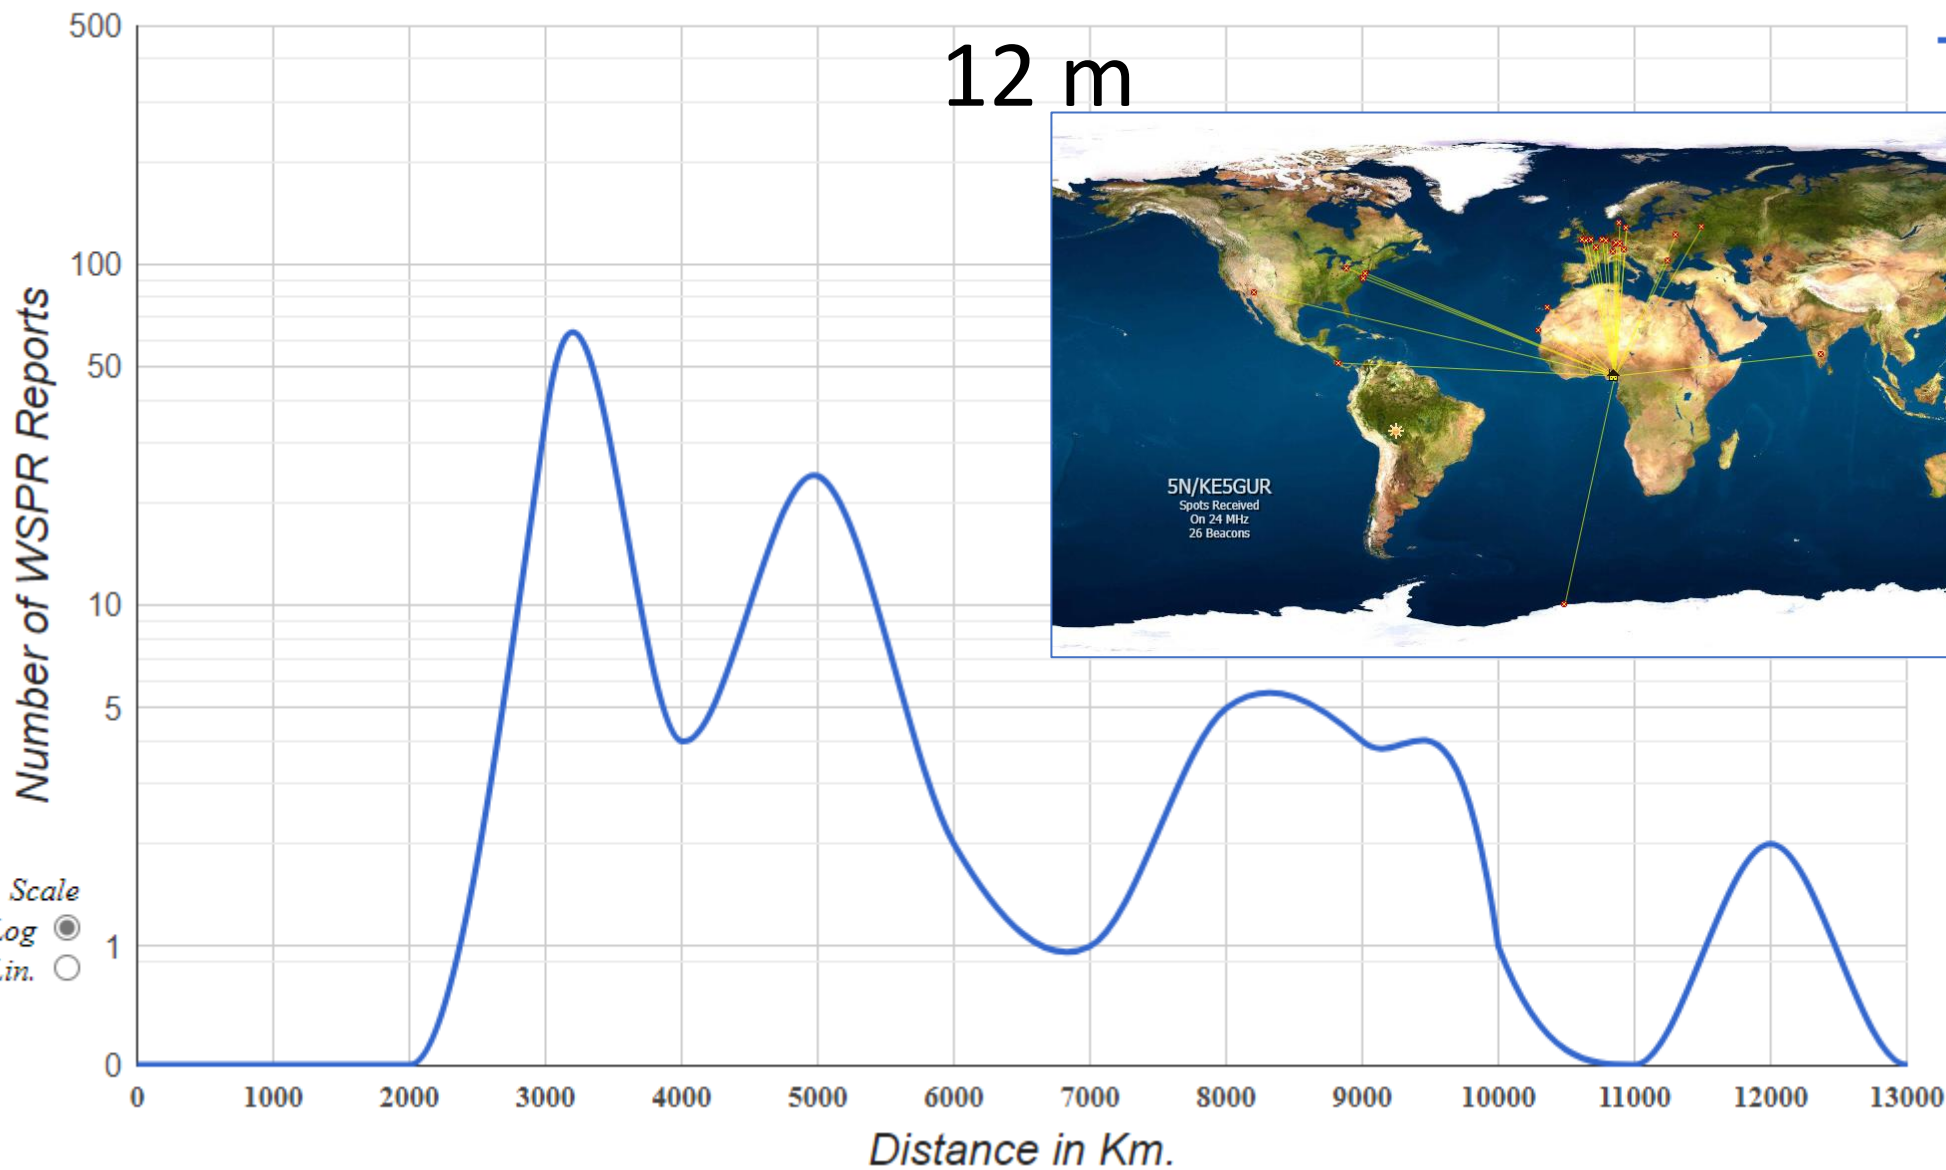 12 m
500
100
50
10
5
1
0
Number of WSPR Reports
Scale
Log
Lin.
5N/KE5GUR
Spots Received
On 24 MHz
26 Beacons
0 1000 2000 3000 4000 5000 6000 7000 8000 9000 10000 11000 12000 13000
Distance in Km.